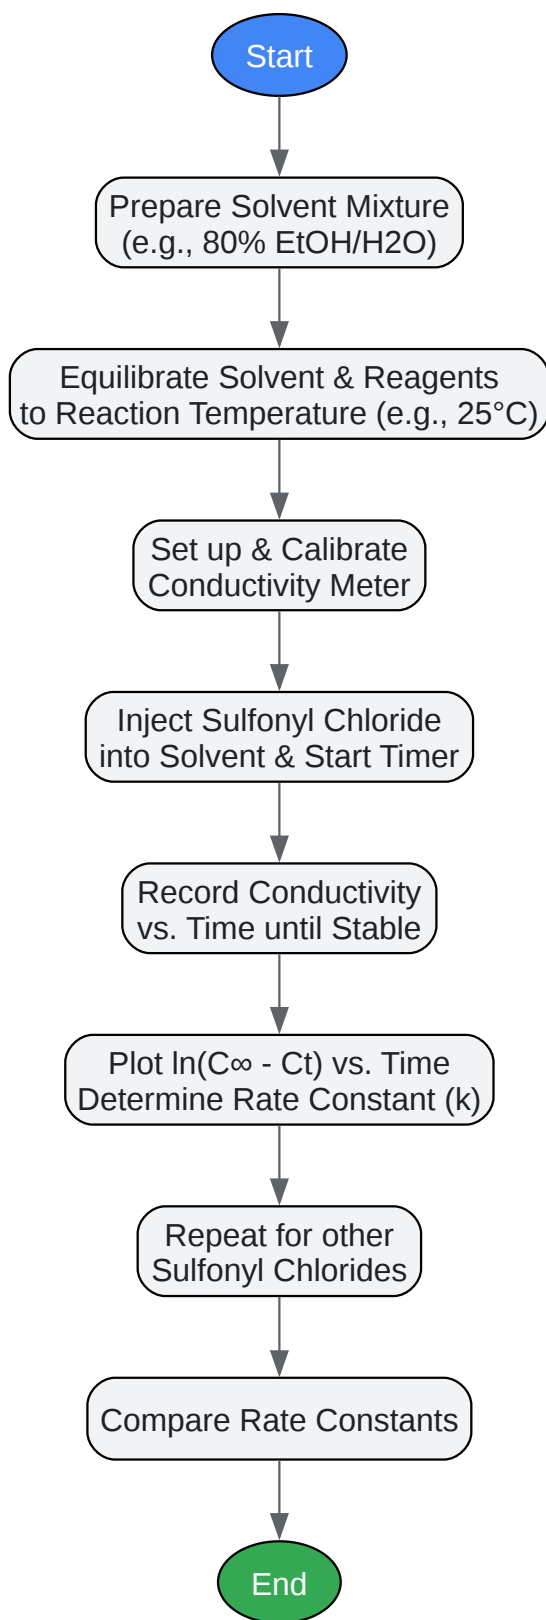 Start
Prepare Solvent Mixture
(e.g., 80% EtOH/H2O)
Equilibrate Solvent & Reagents
to Reaction Temperature (e.g., 25°C)
Set up & Calibrate
Conductivity Meter
Inject Sulfonyl Chloride
into Solvent & Start Timer
Record Conductivity
vs. Time until Stable
Plot ln(C∞ - Ct) vs. Time
Determine Rate Constant (k)
Repeat for other
Sulfonyl Chlorides
Compare Rate Constants
End